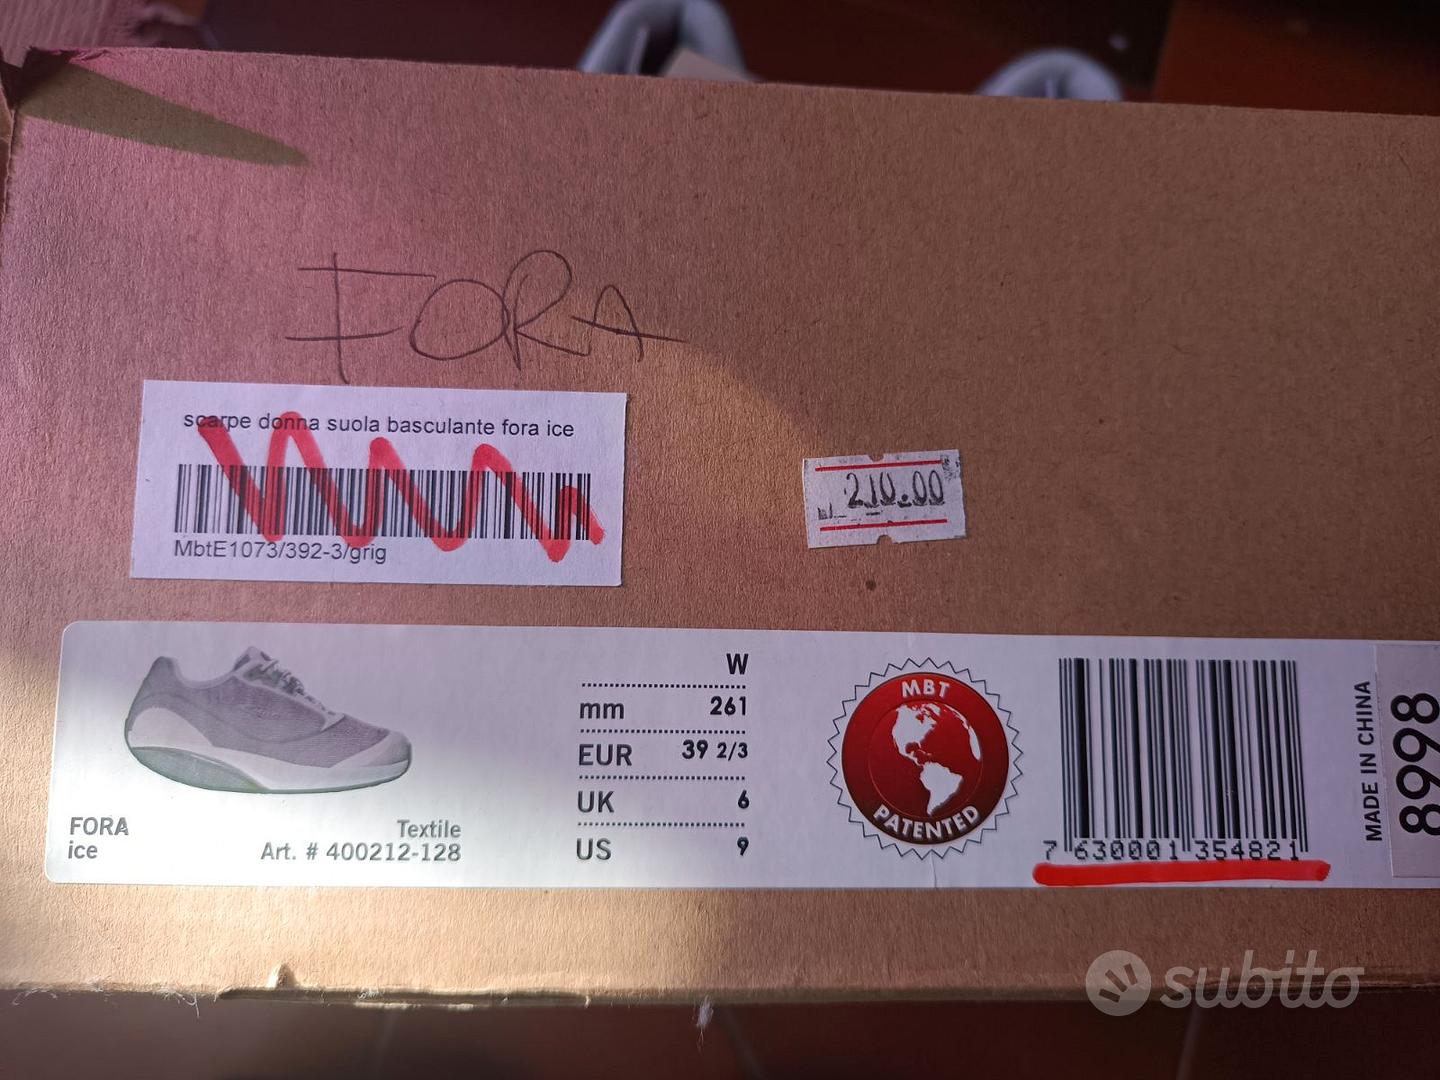 FORA
scarpe donna suola basculante fora ice
MbtE1073/392-3/grig
210.00
FORA
ice
Textile
Art. # 400212-128
W
mm 261
EUR 39 2/3
UK 6
US 9
MBT
PATENTED
7 630001 354821
MADE IN CHINA
8998
subito